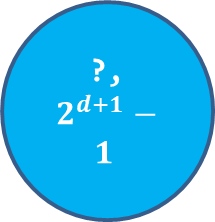 ?,
2^{d+1} −
1